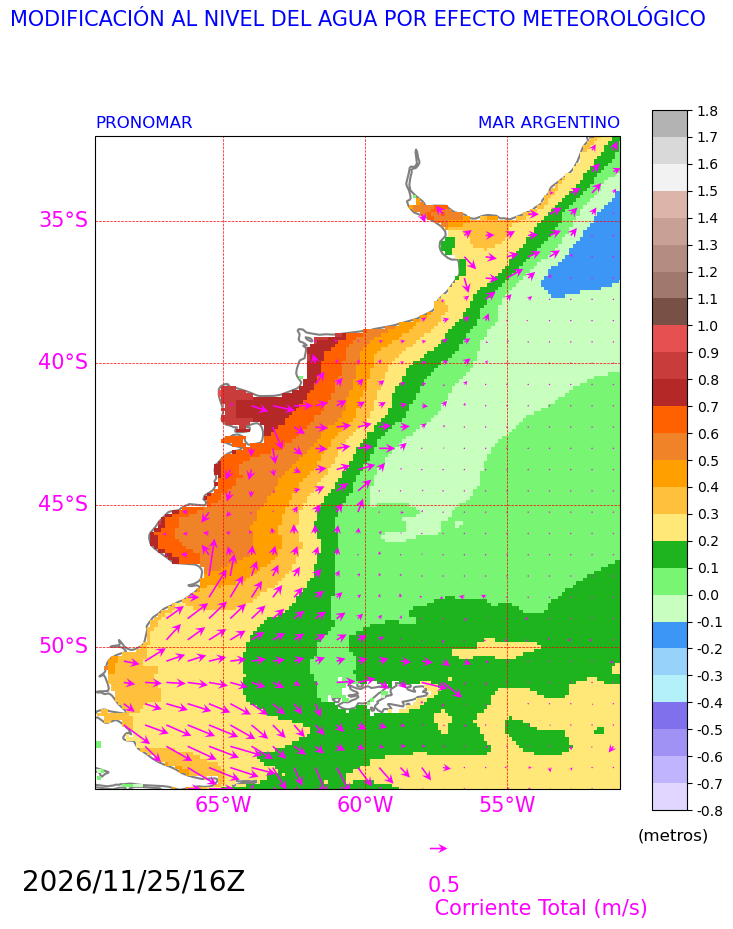 MODIFICACIÓN AL NIVEL DEL AGUA POR EFECTO METEOROLÓGICO
PRONOMAR
MAR ARGENTINO
35°S
40°S
45°S
50°S
65°W
60°W
55°W
1.8
1.7
1.6
1.5
1.4
1.3
1.2
1.1
1.0
0.9
0.8
0.7
0.6
0.5
0.4
0.3
0.2
0.1
0.0
-0.1
-0.2
-0.3
-0.4
-0.5
-0.6
-0.7
-0.8
(metros)
2026/11/25/16Z
0.5
Corriente Total (m/s)